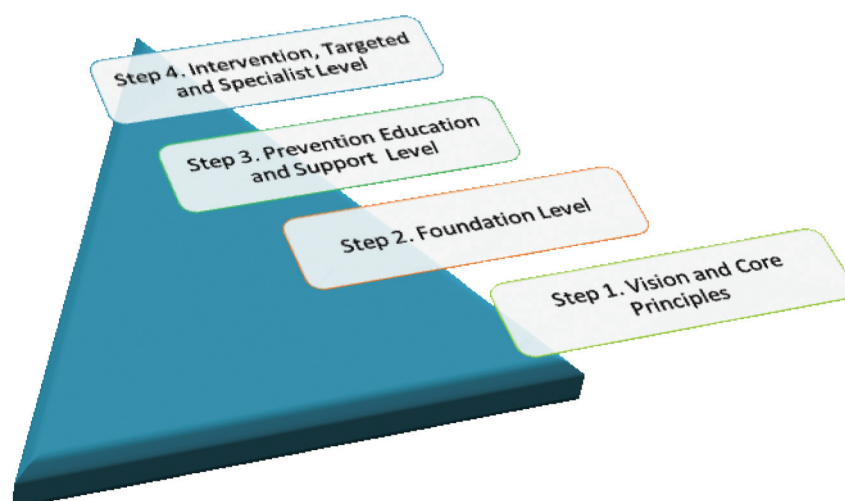 Step 4. Intervention, Targeted
and Specialist Level
Step 3. Prevention Education
and Support Level
Step 2. Foundation Level
Step 1. Vision and Core
Principles